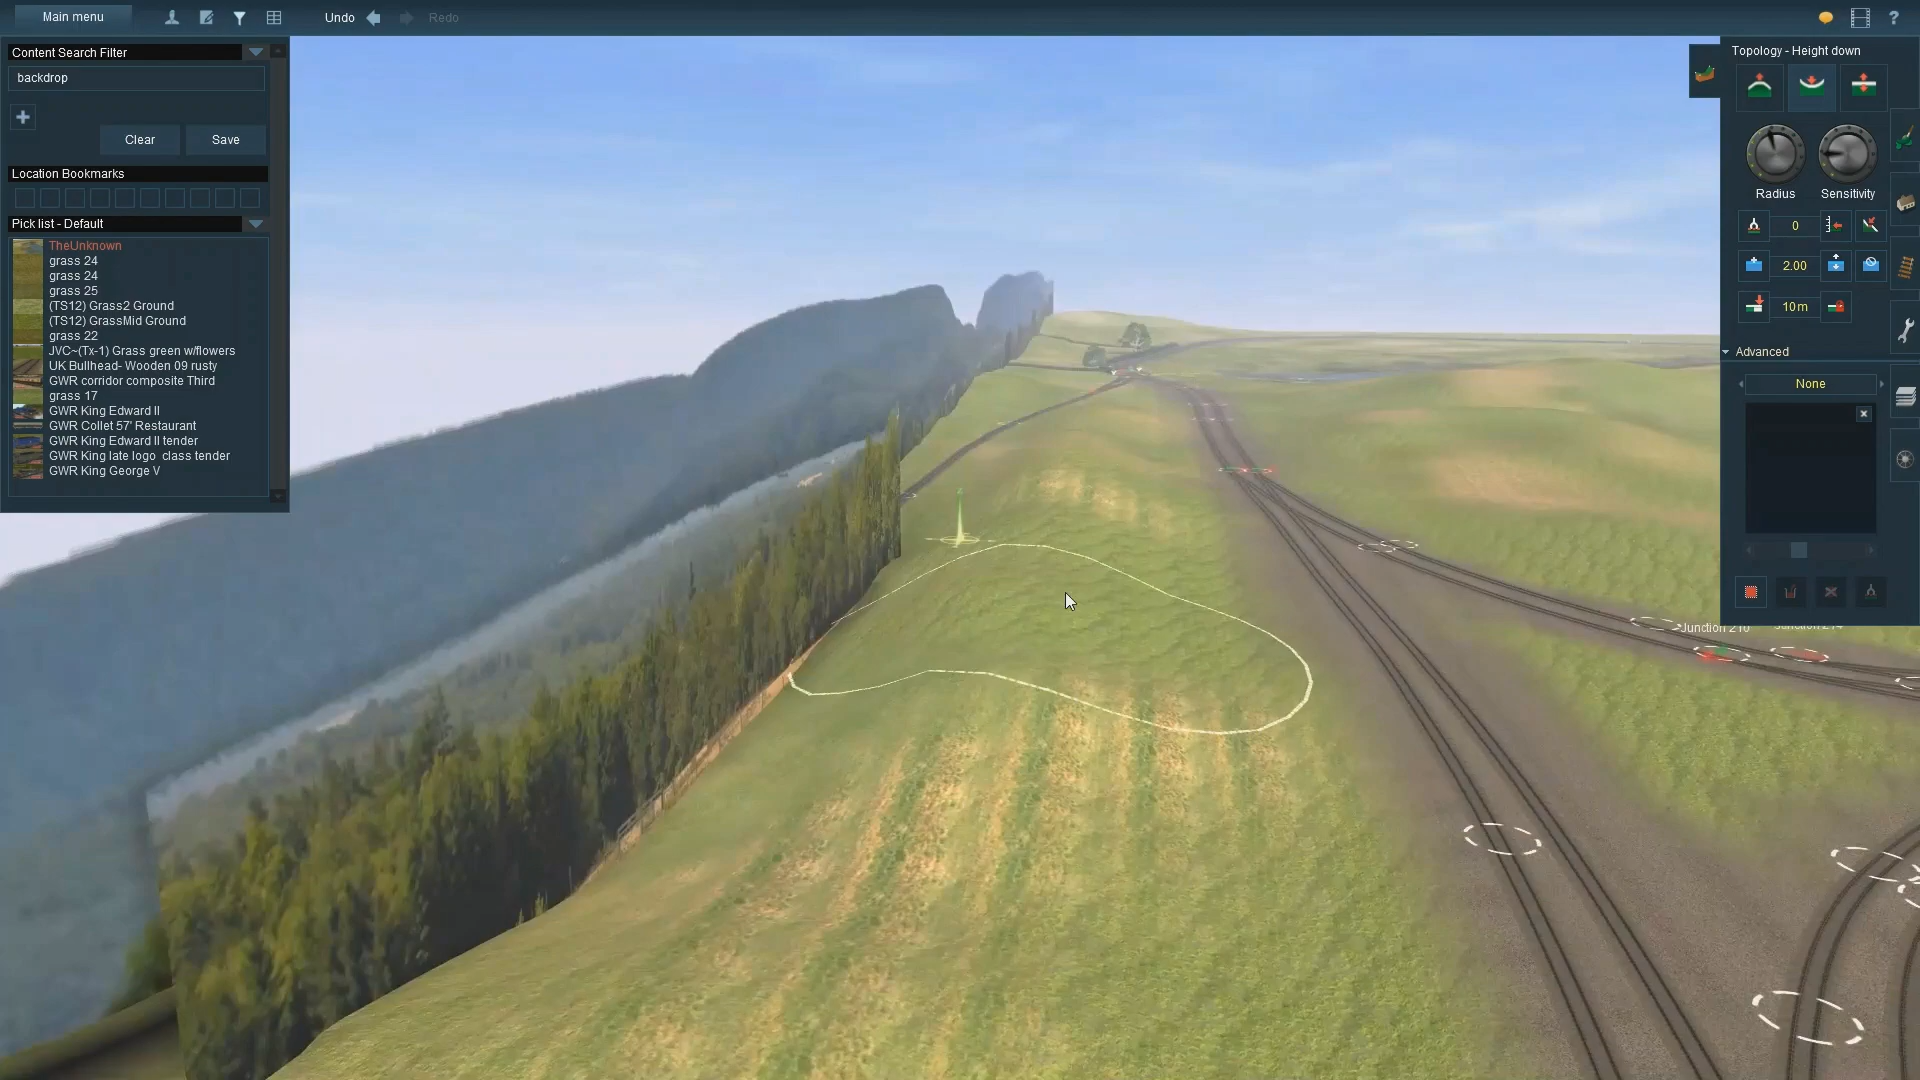 Main menu
Undo
Redo
?
Content Search Filter
backdrop
Clear
Save
Location Bookmarks
Pick list - Default
TheUnknown
grass 24
grass 24
grass 25
(TS12) Grass2 Ground
(TS12) GrassMid Ground
grass 22
JVC~(Tx-1) Grass green w/flowers
UK Bullhead- Wooden 09 rusty
GWR corridor composite Third
grass 17
GWR King Edward II
GWR Collet 57' Restaurant
GWR King Edward II tender
GWR King late logo class tender
GWR King George V
Topology - Height down
Radius
Sensitivity
0
2.00
10m
Advanced
None
Junction 210